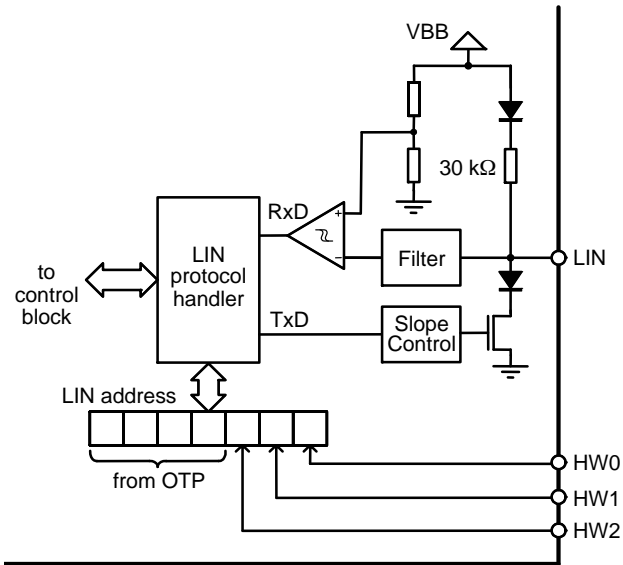 VBB
30 kΩ
RxD
+
−
LIN
protocol
handler
to
control
block
Filter
LIN
TxD
Slope
Control
LIN address
from OTP
HW0
HW1
HW2